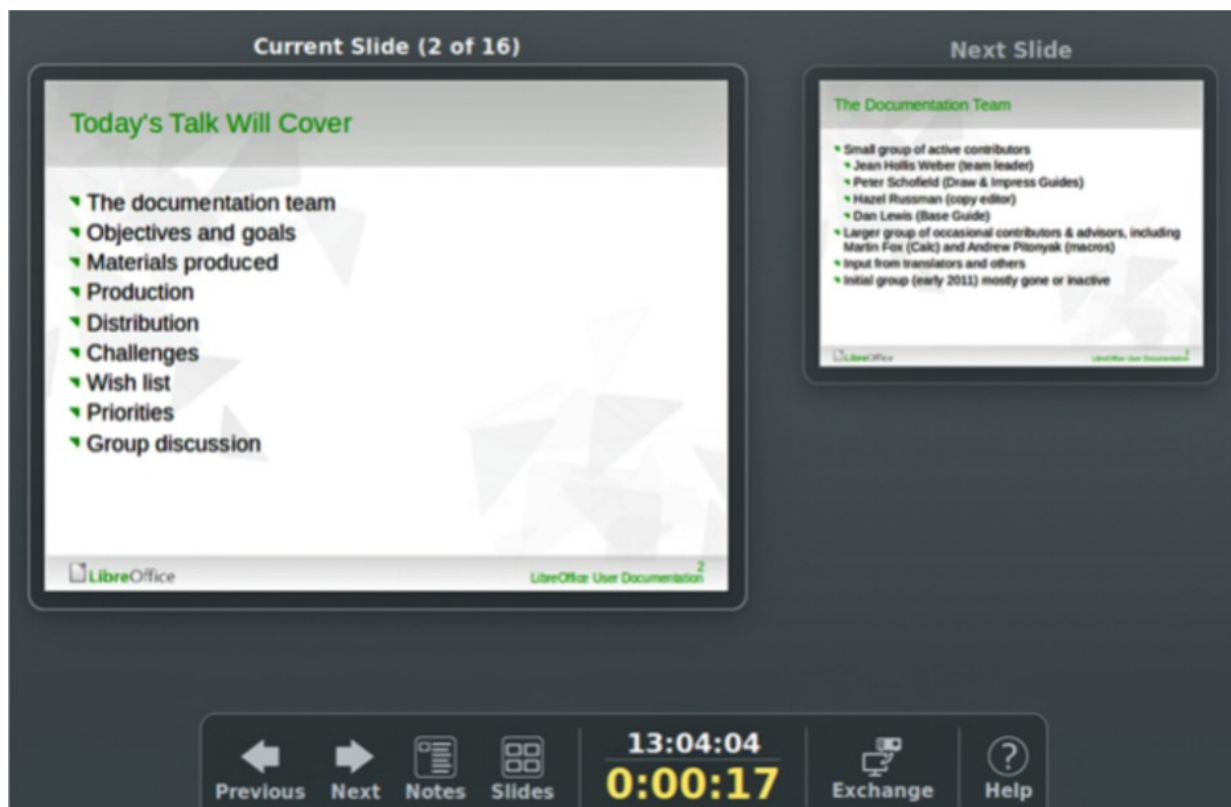 Current Slide (2 of 16)
Today's Talk Will Cover
The documentation team
Objectives and goals
Materials produced
Production
Distribution
Challenges
Wish list
Priorities
Group discussion
LibreOffice
LibreOffice User Documentation
2
Next Slide
The Documentation Team
Small group of active contributors
Jean Hollis Weber (team leader)
Peter Schofield (Draw & Impress Guides)
Hazel Russman (copy editor)
Dan Lewis (Base Guide)
Larger group of occasional contributors & advisors, including
Martin Fox (Calc) and Andrew Pitonyak (macros)
Input from translators and others
Initial group (early 2011) mostly gone or inactive
LibreOffice
LibreOffice User Documentation
Previous
Next
Notes
Slides
13:04:04
0:00:17
Exchange
Help